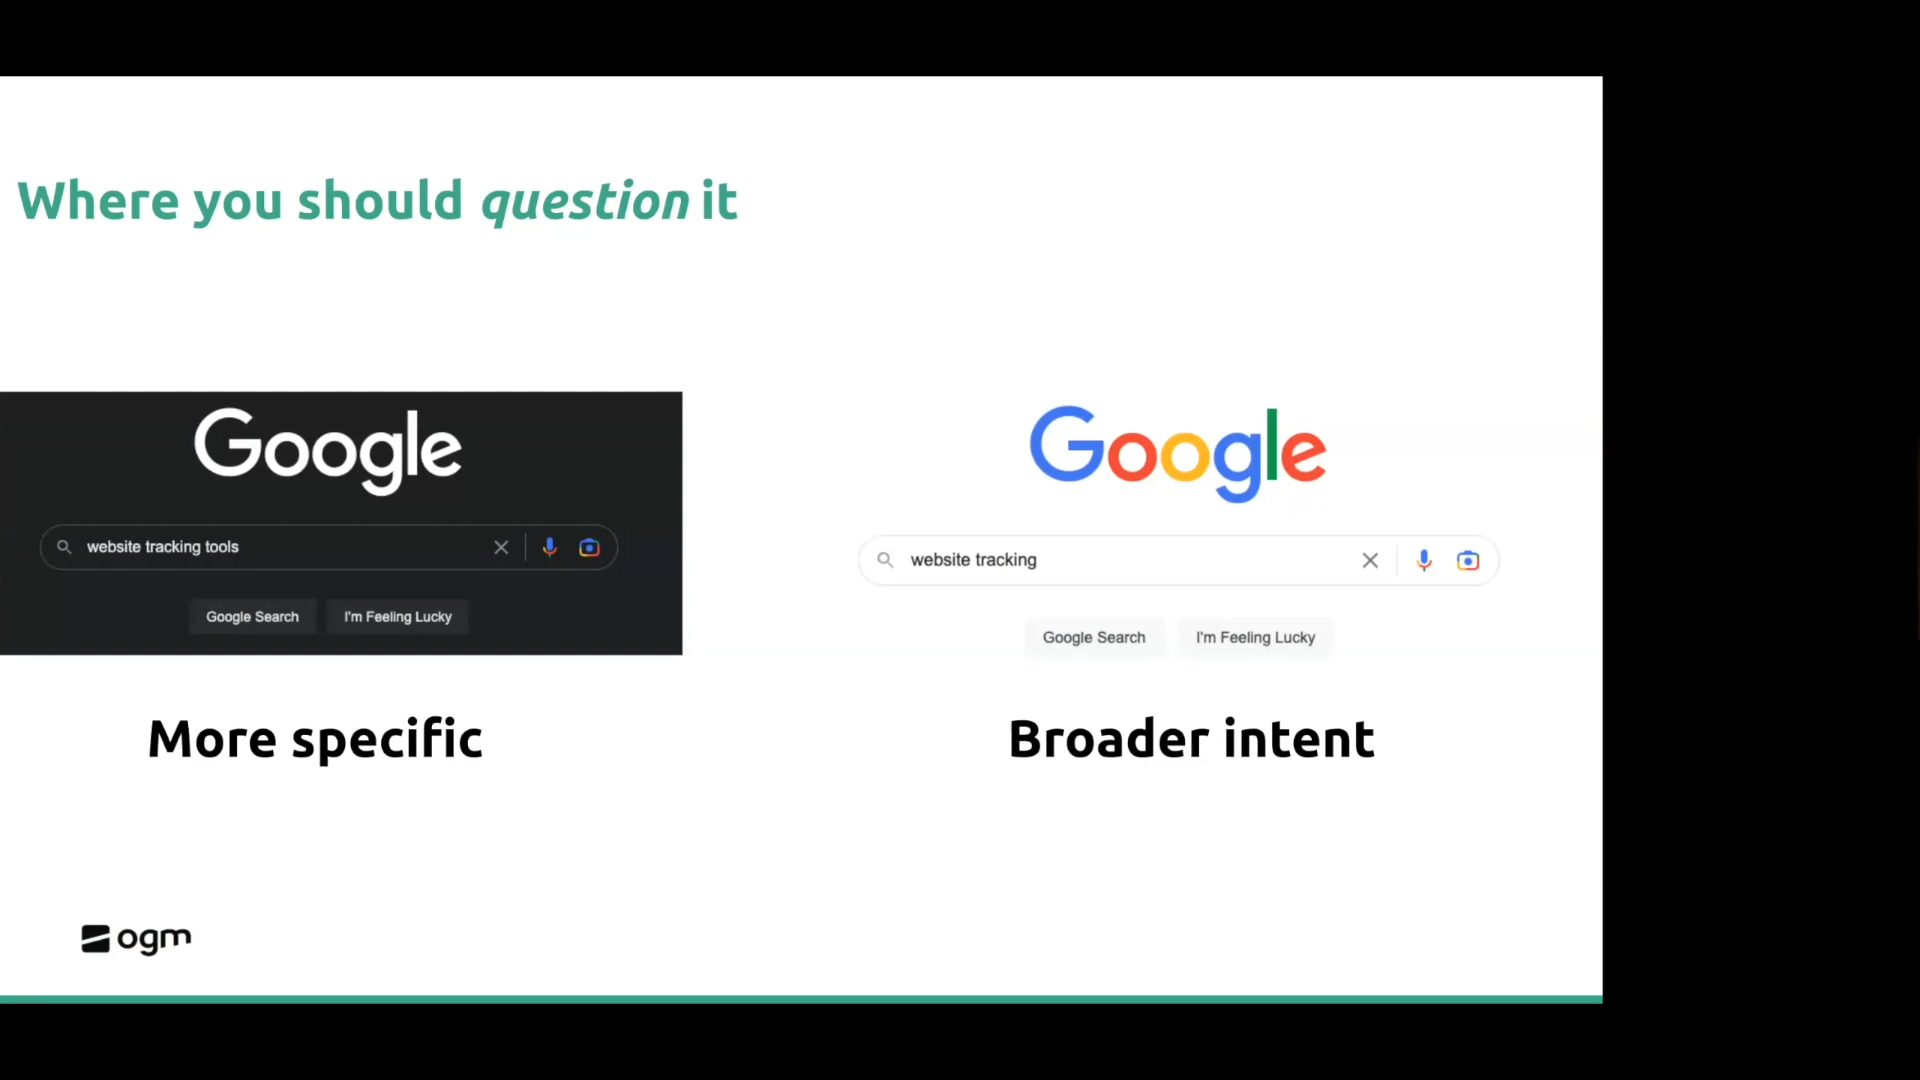 Where you should question it
Google
website tracking tools
Google Search
I'm Feeling Lucky
More specific
Google
website tracking
Google Search
I'm Feeling Lucky
Broader intent
ogm